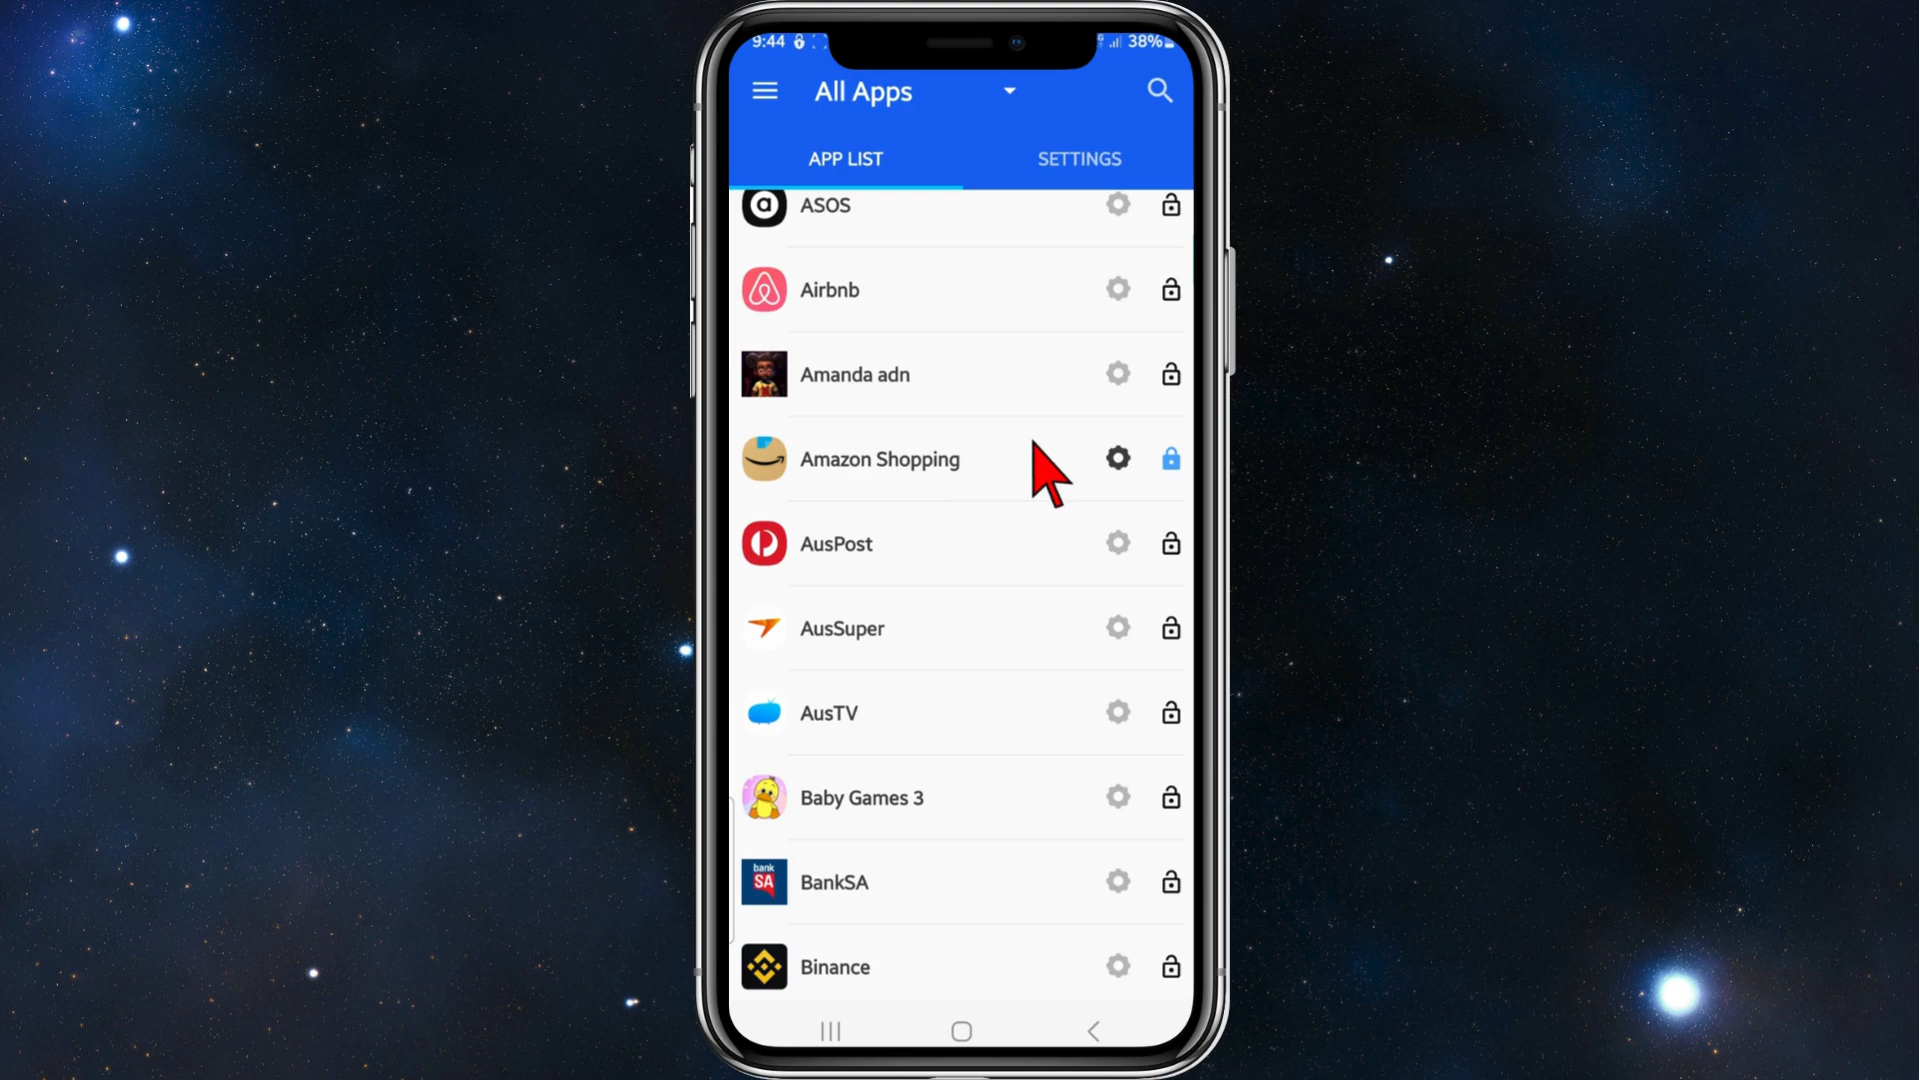 9:44 38%
All Apps
APP LIST SETTINGS
a ASOS
Airbnb
Amanda adn
Amazon Shopping
AusPost
AusSuper
AusTV
Baby Games 3
bank
SA
BankSA
Binance